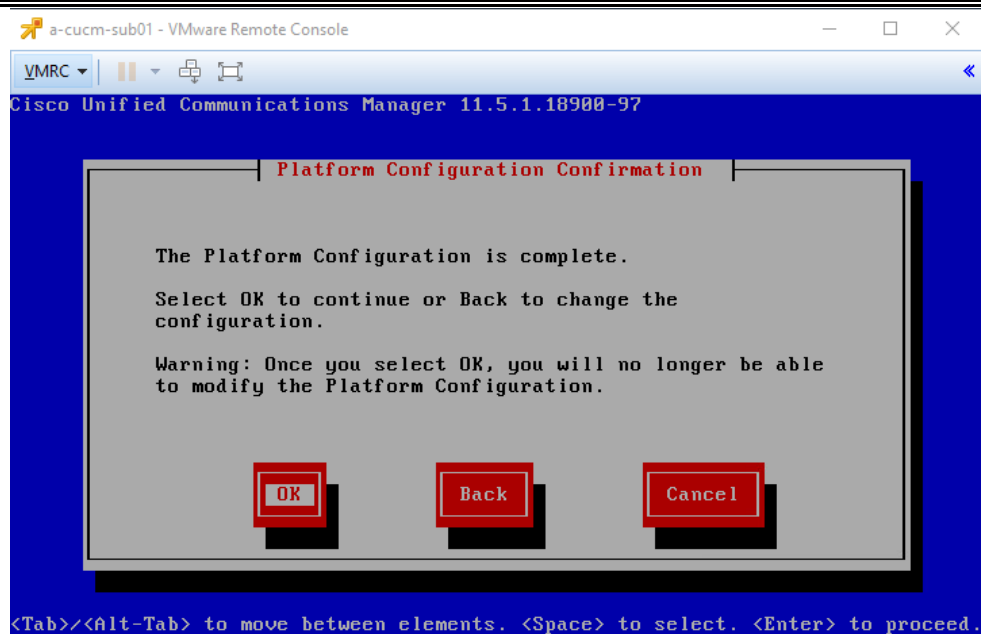 a-cucm-sub01 - VMware Remote Console
VMRC
Cisco Unified Communications Manager 11.5.1.18900-97
Platform Configuration Confirmation
The Platform Configuration is complete.
Select OK to continue or Back to change the
configuration.
Warning: Once you select OK, you will no longer be able
to modify the Platform Configuration.
OK Back Cancel
<Tab>/<Alt-Tab> to move between elements. <Space> to select. <Enter> to proceed.